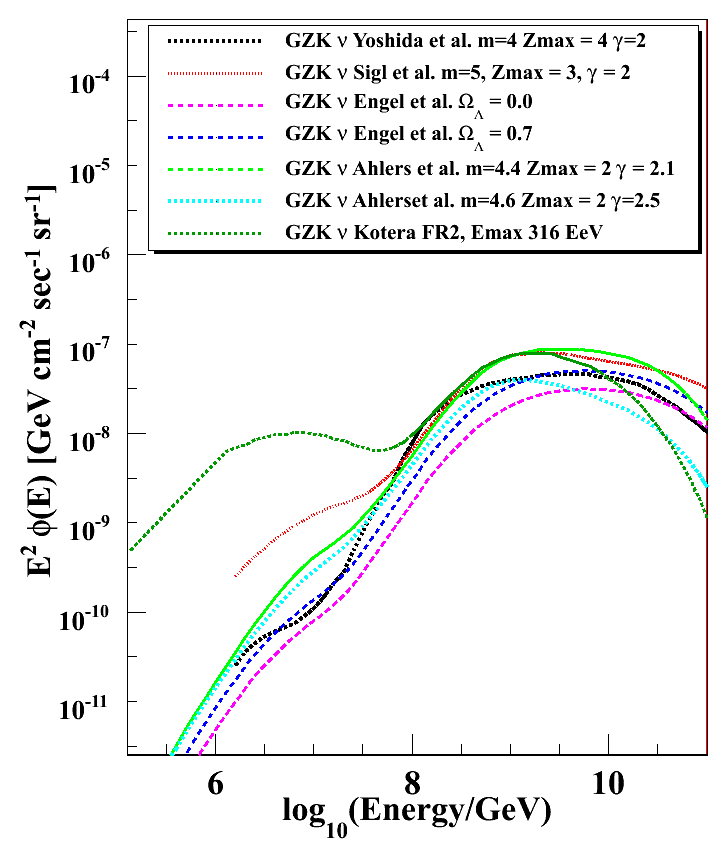 GZK ν Yoshida et al. m=4 Zmax = 4 γ=2
GZK ν Sigl et al. m=5, Zmax = 3, γ = 2
GZK ν Engel et al. Ω_Λ = 0.0
GZK ν Engel et al. Ω_Λ = 0.7
GZK ν Ahlers et al. m=4.4 Zmax = 2 γ = 2.1
GZK ν Ahlerset al. m=4.6 Zmax = 2 γ=2.5
GZK ν Kotera FR2, Emax 316 EeV
E² ϕ(E) [GeV cm⁻² sec⁻¹ sr⁻¹]
10⁻⁴
10⁻⁵
10⁻⁶
10⁻⁷
10⁻⁸
10⁻⁹
10⁻¹⁰
10⁻¹¹
6 8 10
log₁₀(Energy/GeV)